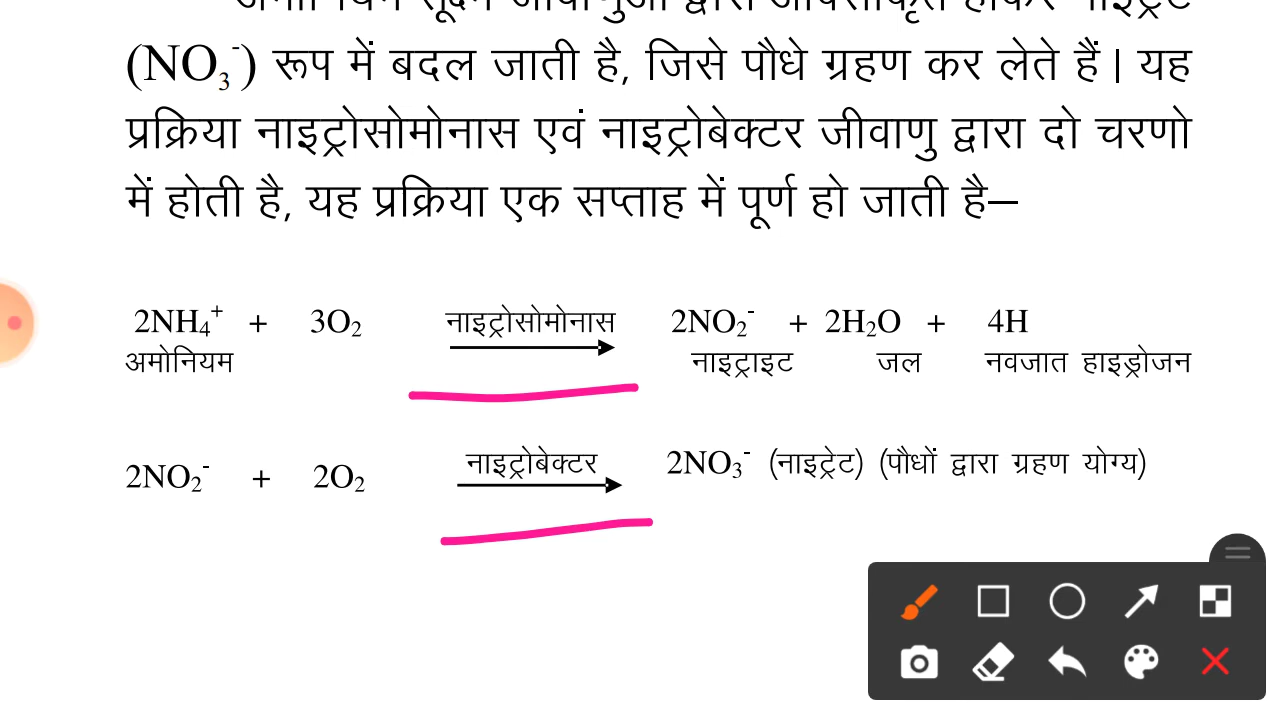 (NO₃⁻) रूप में बदल जाती है, जिसे पौधे ग्रहण कर लेते हैं। यह
प्रक्रिया नाइट्रोसोमोनास एवं नाइट्रोबेक्टर जीवाणु द्वारा दो चरणो
में होती है, यह प्रक्रिया एक सप्ताह में पूर्ण हो जाती है–
2NH₄⁺ + 3O₂ नाइट्रोसोमोनास 2NO₂⁻ + 2H₂O + 4H
अमोनियम नाइट्राइट जल नवजात हाइड्रोजन
2NO₂⁻ + 2O₂ नाइट्रोबेक्टर 2NO₃⁻ (नाइट्रेट) (पौधों द्वारा ग्रहण योग्य)